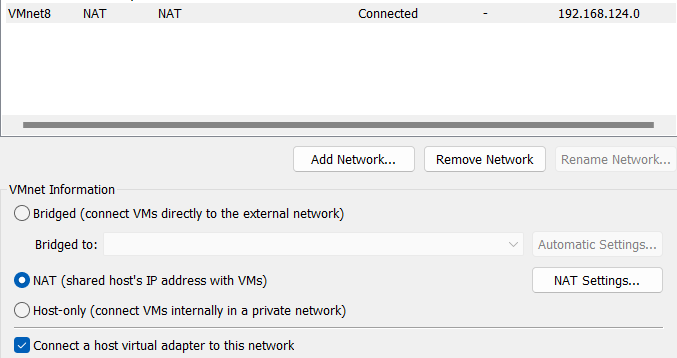 VMnet8 NAT NAT Connected - 192.168.124.0
Add Network... Remove Network Rename Network...
VMnet Information
Bridged (connect VMs directly to the external network)
Bridged to: Automatic Settings...
NAT (shared host's IP address with VMs) NAT Settings...
Host-only (connect VMs internally in a private network)
Connect a host virtual adapter to this network